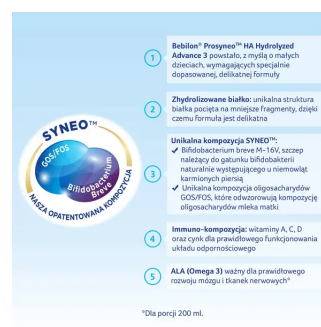 SYNEO™
GOS/FOS
Bifidobacterium
Breve
NASZA OPATENTOWANA KOMPOZYCJA
1
Bebilon® Prosyneo™ HA Hydrolyzed
Advance 3 powstało, z myślą o małych
dzieciach, wymagających specjalnie
dopasowanej, delikatnej formuły
2
Zhydrolizowane białko: unikalna struktura
białka pocięta na mniejsze fragmenty, dzięki
czemu formuła jest delikatna
3
Unikalna kompozycja SYNEO™:
✓ Bifidobacterium breve M-16V, szczep
należący do gatunku bifidobakterii
naturalnie występującego u niemowląt
karmionych piersią
✓ Unikalna kompozycja oligosacharydów
GOS/FOS, które odwzorowują kompozycję
oligosacharydów mleka matki
4
Immuno-kompozycja: witaminy A, C, D
oraz cynk dla prawidłowego funkcjonowania
układu odpornościowego
5
ALA (Omega 3) ważny dla prawidłowego
rozwoju mózgu i tkanek nerwowych*
*Dla porcji 200 ml.